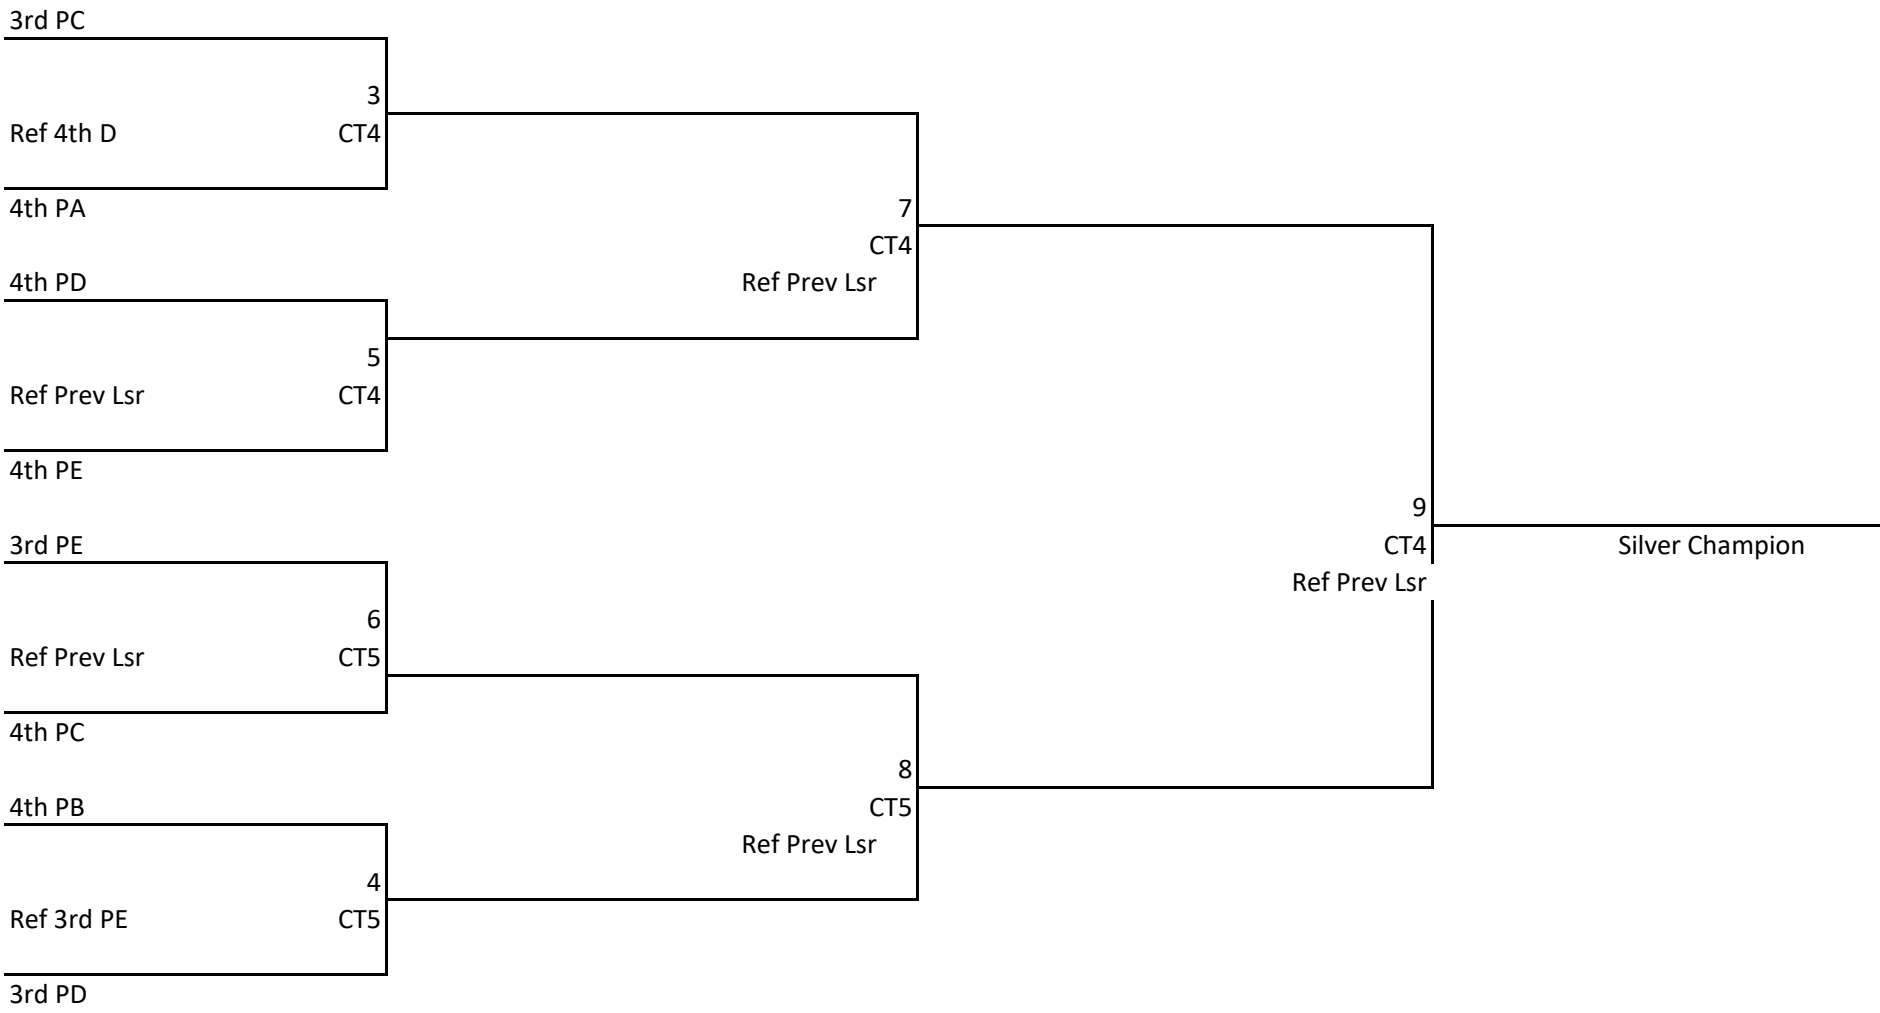 3rd PC
3
Ref 4th D CT4
4th PA
7
CT4
4th PD
Ref Prev Lsr
5
Ref Prev Lsr CT4
4th PE
9
3rd PE
CT4
Silver Champion
Ref Prev Lsr
6
Ref Prev Lsr CT5
4th PC
8
4th PB
CT5
Ref Prev Lsr
4
Ref 3rd PE CT5
3rd PD